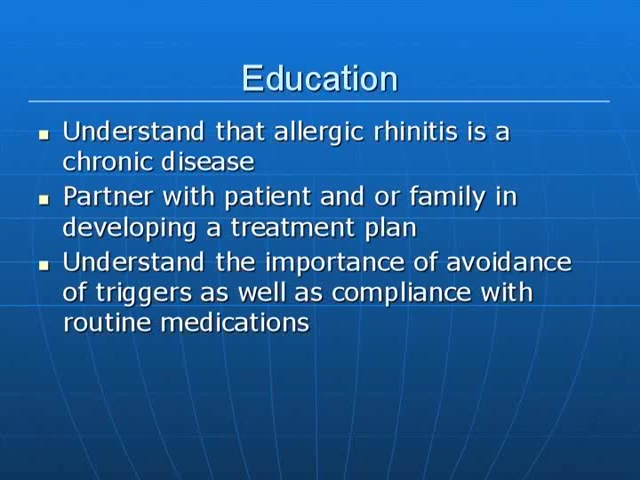 Education
Understand that allergic rhinitis is a
chronic disease
Partner with patient and or family in
developing a treatment plan
Understand the importance of avoidance
of triggers as well as compliance with
routine medications